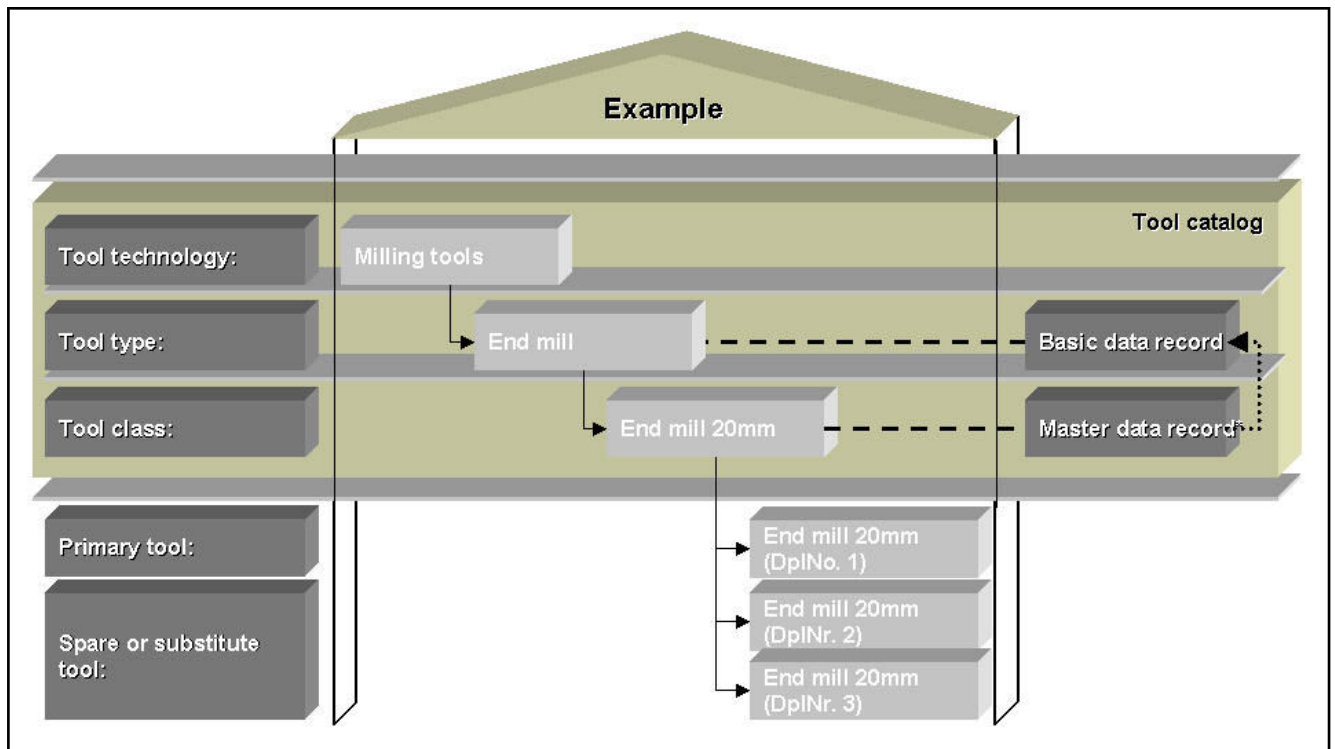 Example
Tool catalog
Tool technology:
Milling tools
Tool type:
End mill
Basic data record
Tool class:
End mill 20mm
Master data record*
Primary tool:
End mill 20mm
(DplNo. 1)
Spare or substitute
tool:
End mill 20mm
(DplNr. 2)
End mill 20mm
(DplNr. 3)